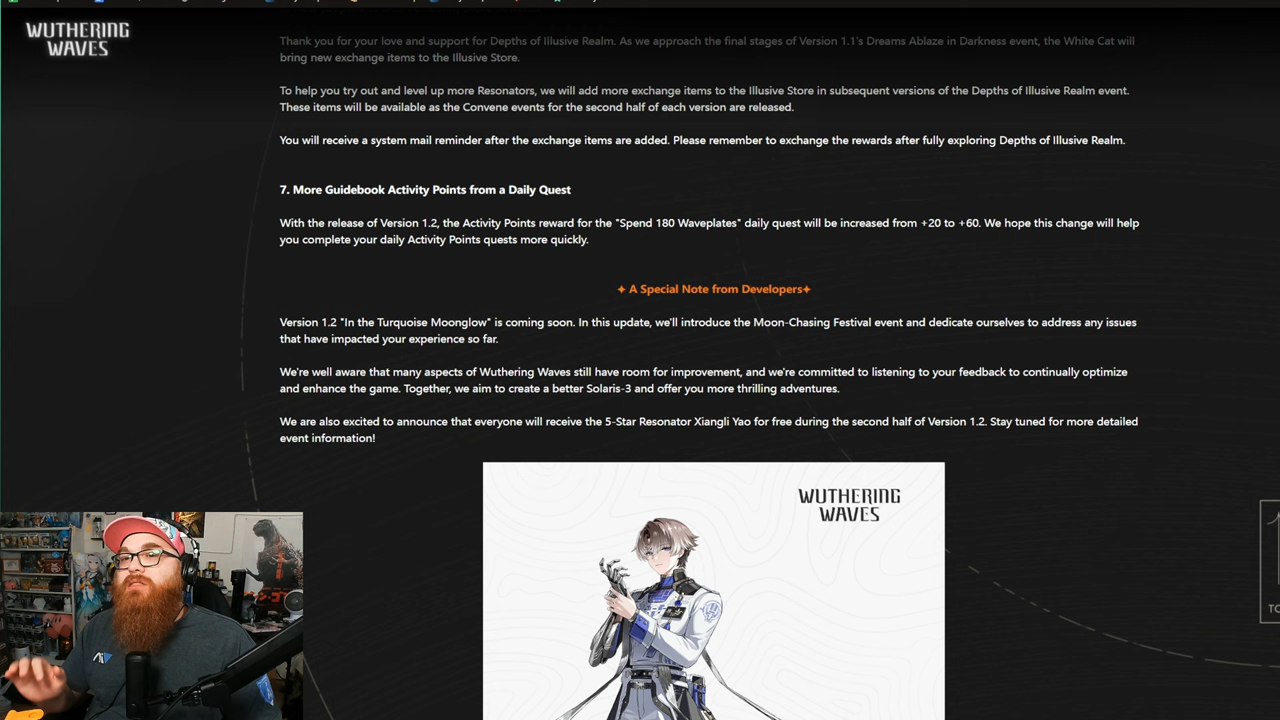 WUTHERING
WAVES
Thank you for your love and support for Depths of Illusive Realm. As we approach the final stages of Version 1.1's Dreams Ablaze in Darkness event, the White Cat will
bring new exchange items to the Illusive Store.
To help you try out and level up more Resonators, we will add more exchange items to the Illusive Store in subsequent versions of the Depths of Illusive Realm event.
These items will be available as the Convene events for the second half of each version are released.
You will receive a system mail reminder after the exchange items are added. Please remember to exchange the rewards after fully exploring Depths of Illusive Realm.
7. More Guidebook Activity Points from a Daily Quest
With the release of Version 1.2, the Activity Points reward for the "Spend 180 Waveplates" daily quest will be increased from +20 to +60. We hope this change will help
you complete your daily Activity Points quests more quickly.
✦ A Special Note from Developers✦
Version 1.2 "In the Turquoise Moonglow" is coming soon. In this update, we'll introduce the Moon-Chasing Festival event and dedicate ourselves to address any issues
that have impacted your experience so far.
We're well aware that many aspects of Wuthering Waves still have room for improvement, and we're committed to listening to your feedback to continually optimize
and enhance the game. Together, we aim to create a better Solaris-3 and offer you more thrilling adventures.
We are also excited to announce that everyone will receive the 5-Star Resonator Xiangli Yao for free during the second half of Version 1.2. Stay tuned for more detailed
event information!
WUTHERING
WAVES